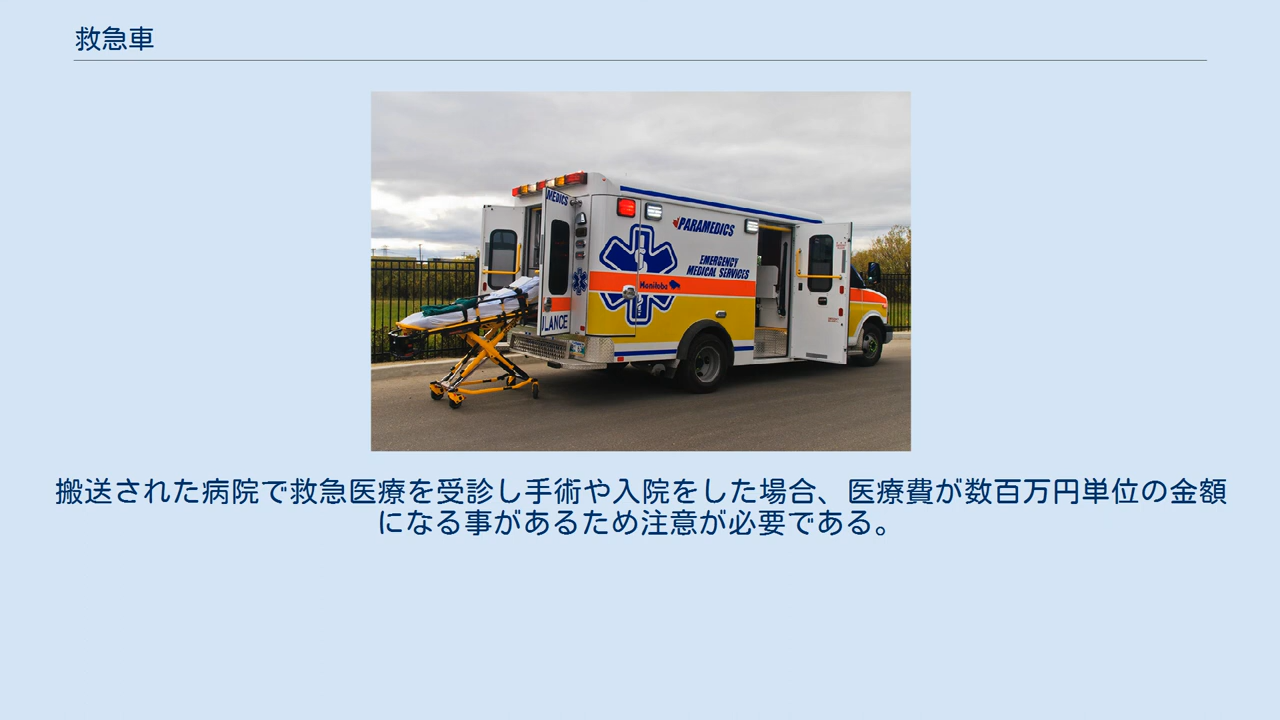 救急車
MEDICS
PARAMEDICS
EMERGENCY
MEDICAL SERVICES
Manitoba
ULANCE
搬送された病院で救急医療を受診し手術や入院をした場合、医療費が数百万円単位の金額
になる事があるため注意が必要である。